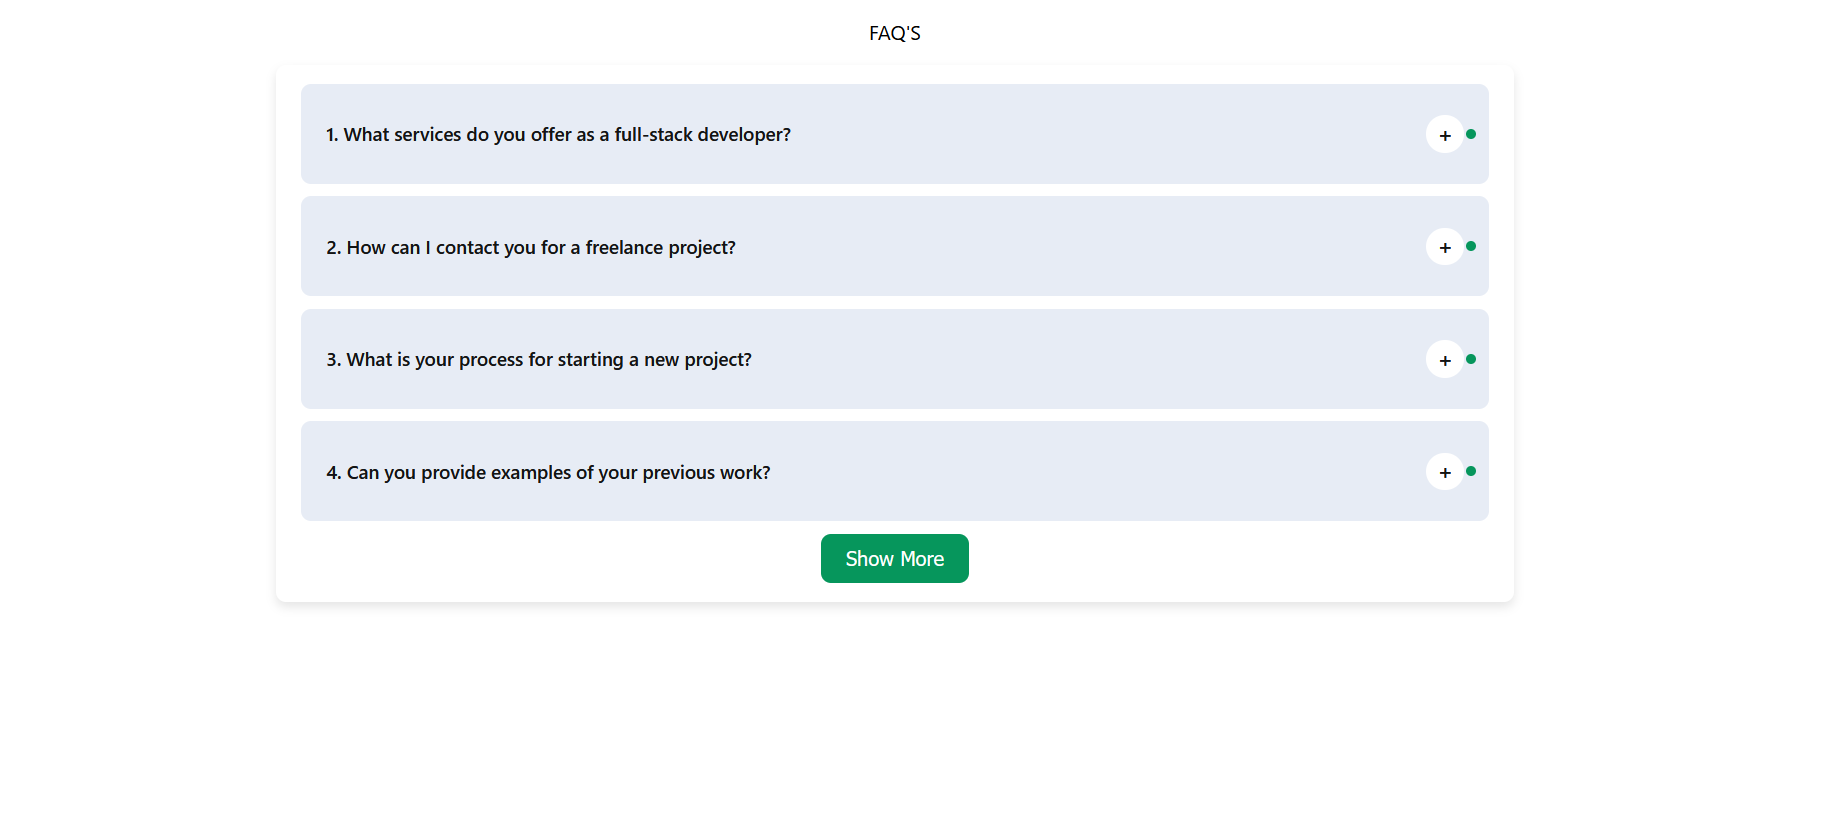 FAQ'S
1. What services do you offer as a full-stack developer?
+
2. How can I contact you for a freelance project?
+
3. What is your process for starting a new project?
+
4. Can you provide examples of your previous work?
+
Show More